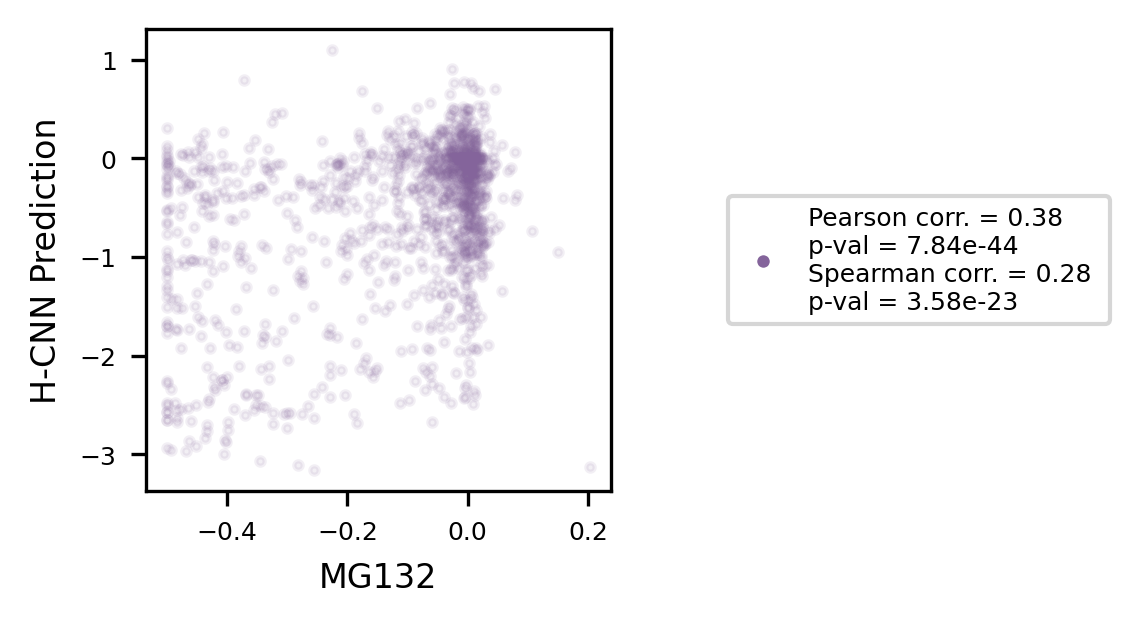 1
0
−1
−2
−3
H-CNN Prediction
−0.4
−0.2
0.0
0.2
MG132
Pearson corr. = 0.38
p-val = 7.84e-44
Spearman corr. = 0.28
p-val = 3.58e-23